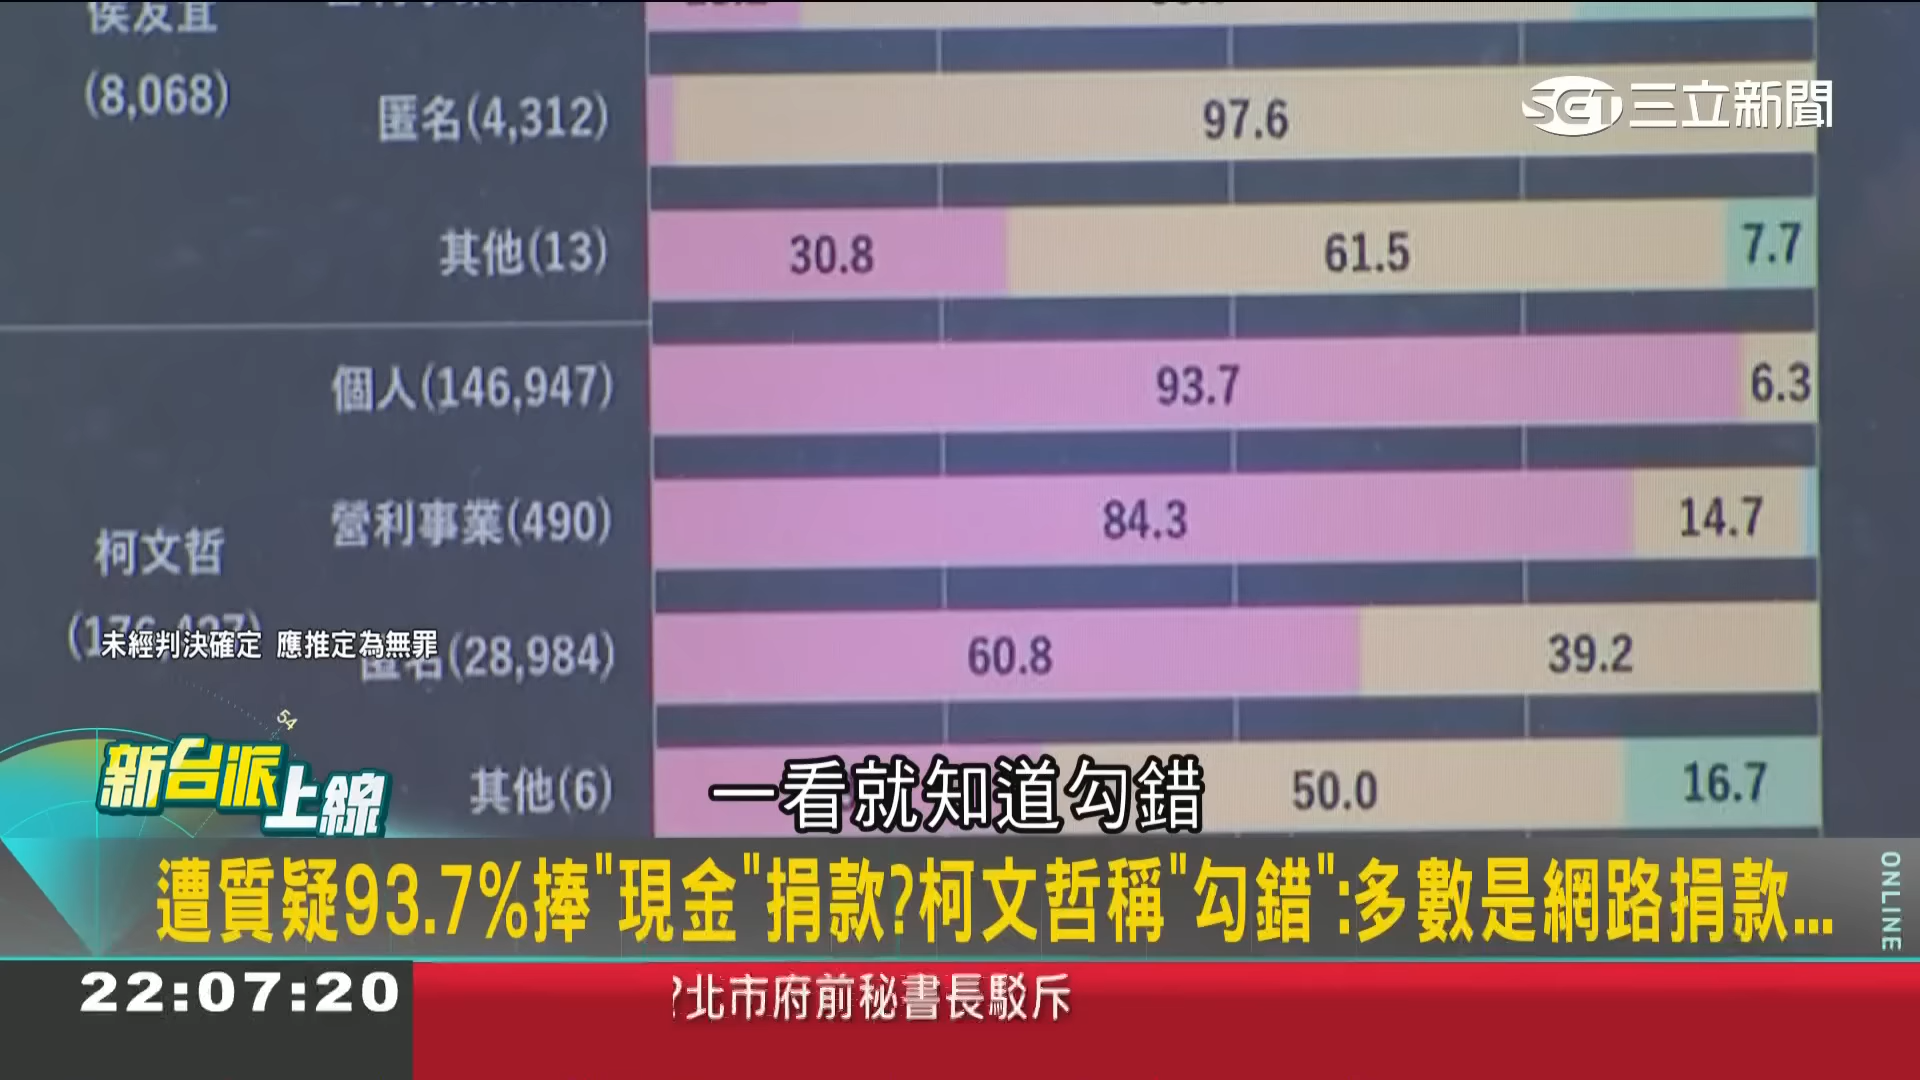 侯友宜
(8,068)
匿名(4,312)
97.6
SET三立新聞
其他(13)
30.8
61.5
7.7
個人(146,947)
93.7
6.3
營利事業(490)
84.3
14.7
柯文哲
未經判決確定 應推定為無罪
匿名(28,984)
60.8
39.2
54
新台派上線
其他(6)
50.0
16.7
一看就知道勾錯
遭質疑93.7%捧"現金"捐款?柯文哲稱"勾錯":多數是網路捐款...
ONLINE
22:07:20
?北市府前秘書長駁斥